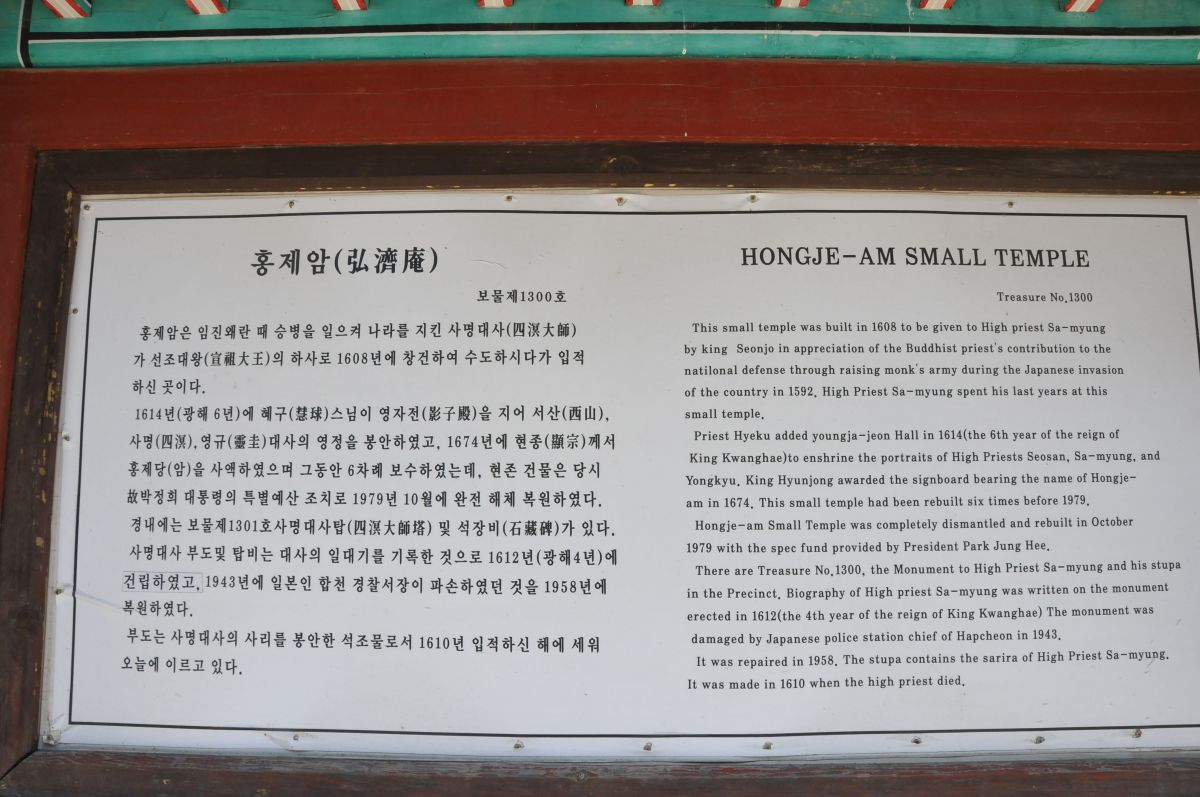 홍제암(弘濟庵)
보물제1300호
홍제암은 임진왜란 때 승병을 일으켜 나라를 지킨 사명대사(四溟大師)
가 선조대왕(宣祖大王)의 하사로 1608년에 창건하여 수도하시다가 입적
하신 곳이다.
1614년(광해 6년)에 혜구(慧球)스님이 영자전(影子殿)을 지어 서산(西山),
사명(四溟), 영규(靈圭)대사의 영정을 봉안하였고, 1674년에 현종(顯宗)께서
홍제당(암)을 사액하였으며 그동안 6차례 보수하였는데, 현존 건물은 당시
故박정희 대통령의 특별예산 조치로 1979년 10월에 완전 해체 복원하였다.
경내에는 보물제1301호사명대사탑(四溟大師塔) 및 석장비(石藏碑)가 있다.
사명대사 부도및 탑비는 대사의 일대기를 기록한 것으로 1612년(광해4년)에
건립하였고, 1943년에 일본인 합천 경찰서장이 파손하였던 것을 1958년에
복원하였다.
부도는 사명대사의 사리를 봉안한 석조물로서 1610년 입적하신 해에 세워
오늘에 이르고 있다.
HONGJE-AM SMALL TEMPLE
Treasure No.1300
This small temple was built in 1608 to be given to High priest Sa-myung
by king Seonjo in appreciation of the Buddhist priest's contribution to the
natilonal defense through raising monk's army during the Japanese invasion
of the country in 1592. High Priest Sa-myung spent his last years at this
small temple.
Priest Hyeku added youngja-jeon Hall in 1614(the 6th year of the reign of
King Kwanghae)to enshrine the portraits of High Priests Seosan, Sa-myung, and
Yongkyu. King Hyunjong awarded the signboard bearing the name of Hongje-
am in 1674. This small temple had been rebuilt six times before 1979.
Hongje-am Small Temple was completely dismantled and rebuilt in October
1979 with the spec fund provided by President Park Jung Hee.
There are Treasure No.1300, the Monument to High Priest Sa-myung and his stupa
in the Precinct. Biography of High priest Sa-myung was written on the monument
erected in 1612(the 4th year of the reign of King Kwanghae) The monument was
damaged by Japanese police station chief of Hapcheon in 1943.
It was repaired in 1958. The stupa contains the sarira of High Priest Sa-myung.
It was made in 1610 when the high priest died.